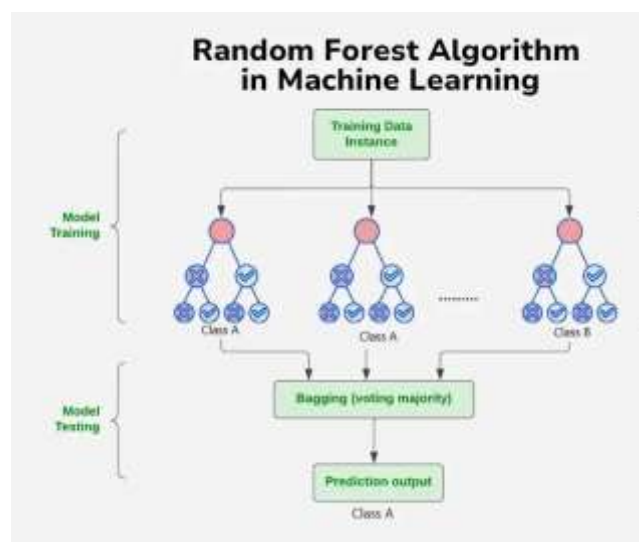 Random Forest Algorithm
in Machine Learning
Training Data
Instance
Model
Training
.........
Class A
Class A
Class B
Model
Testing
Bagging (voting majority)
Prediction output
Class A